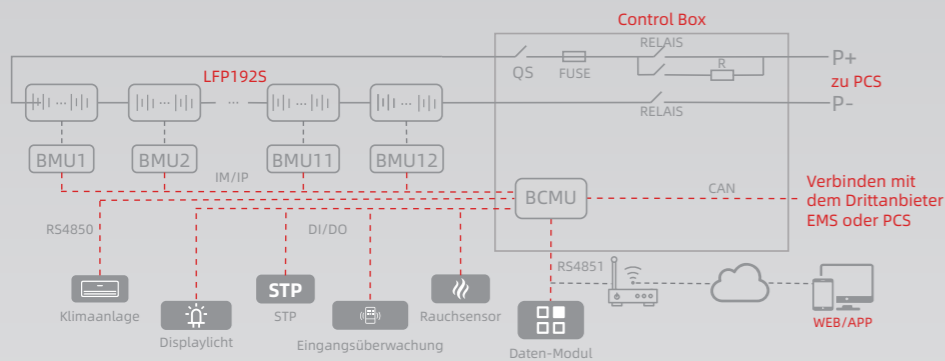 Control Box
RELAIS
P+
QS
FUSE
R
LFP192S
zu PCS
P-
RELAIS
BMU1
BMU2
BMU11
BMU12
IM/IP
BCMU
CAN
Verbinden mit
dem Drittanbieter
EMS oder PCS
RS4850
DI/DO
RS4851
STP
Klimaanlage
STP
Rauchsensor
WEB/APP
Displaylicht
Eingangsüberwachung
Daten-Modul